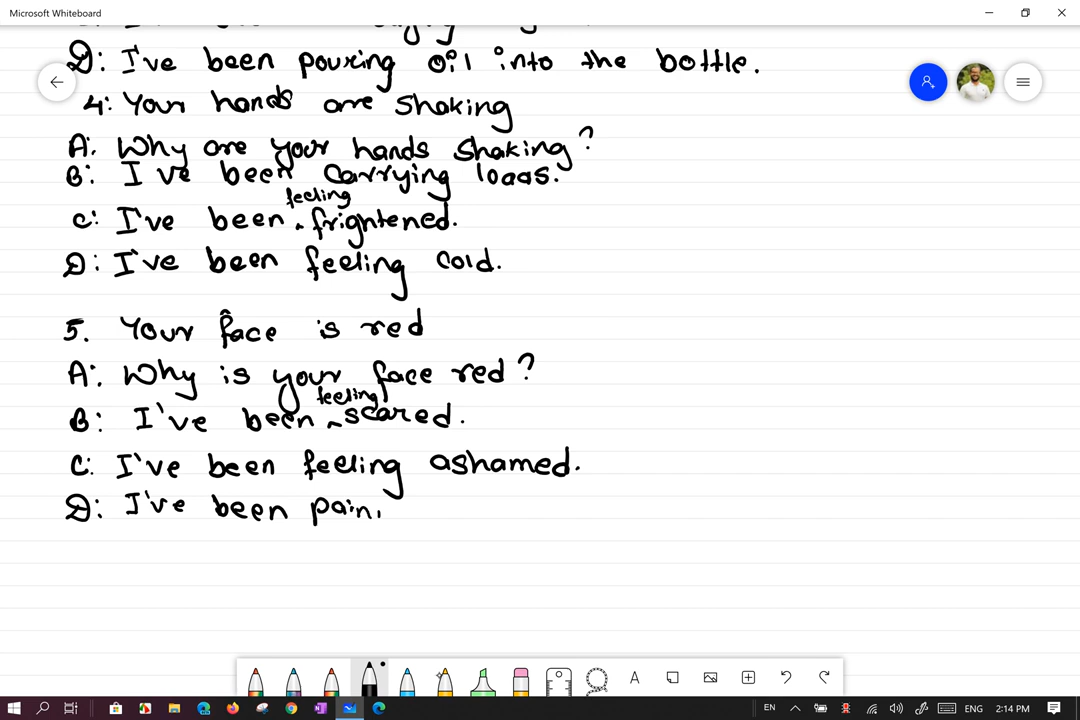 Microsoft Whiteboard
D: I've been pouring oil into the bottle.
4: Your hands are shaking
A: Why are your hands shaking?
B: I've been carrying loads.
feeling
C: I've been ^ frightened.
D: I've been feeling cold.
5. Your face is red
A: Why is your face red?
feeling
B: I've been ^ scared.
C: I've been feeling ashamed.
D: I've been pain
EN ENG 2:14 PM